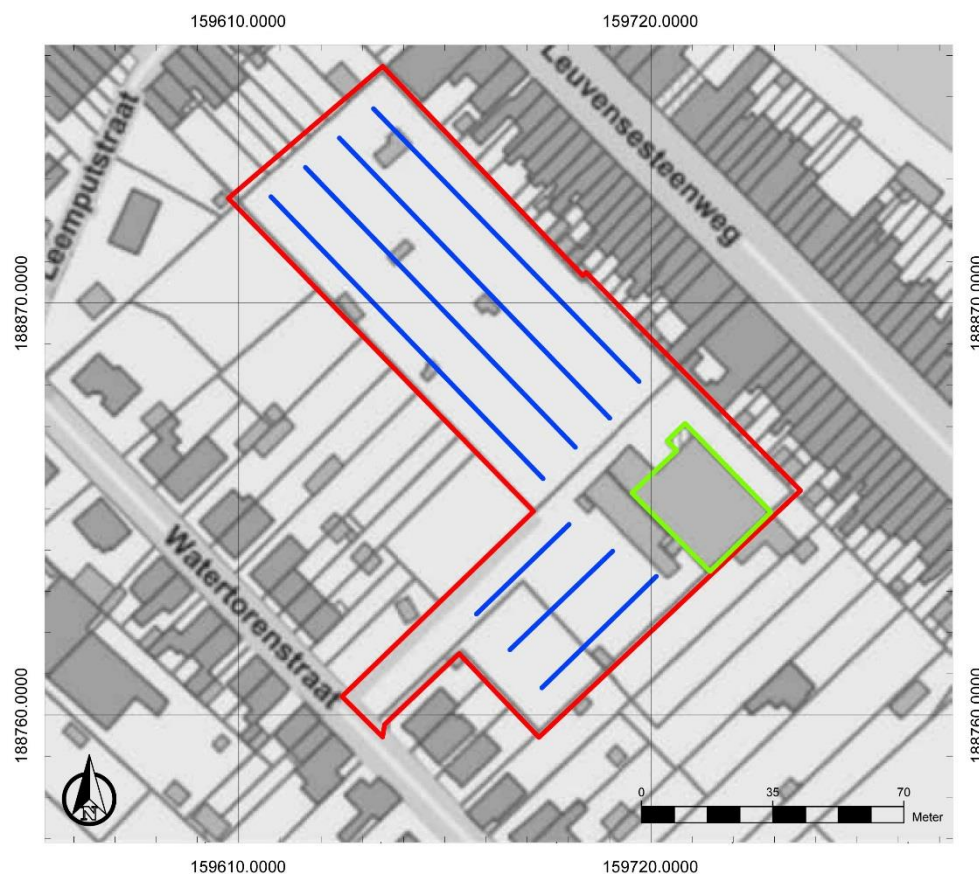 159610.0000 159720.0000
Leuvensesteenweg
Leemputstraat
188870.0000 188870.0000
Watertorenstraat
188760.0000 188760.0000
N
0 35 70
Meter
159610.0000 159720.0000